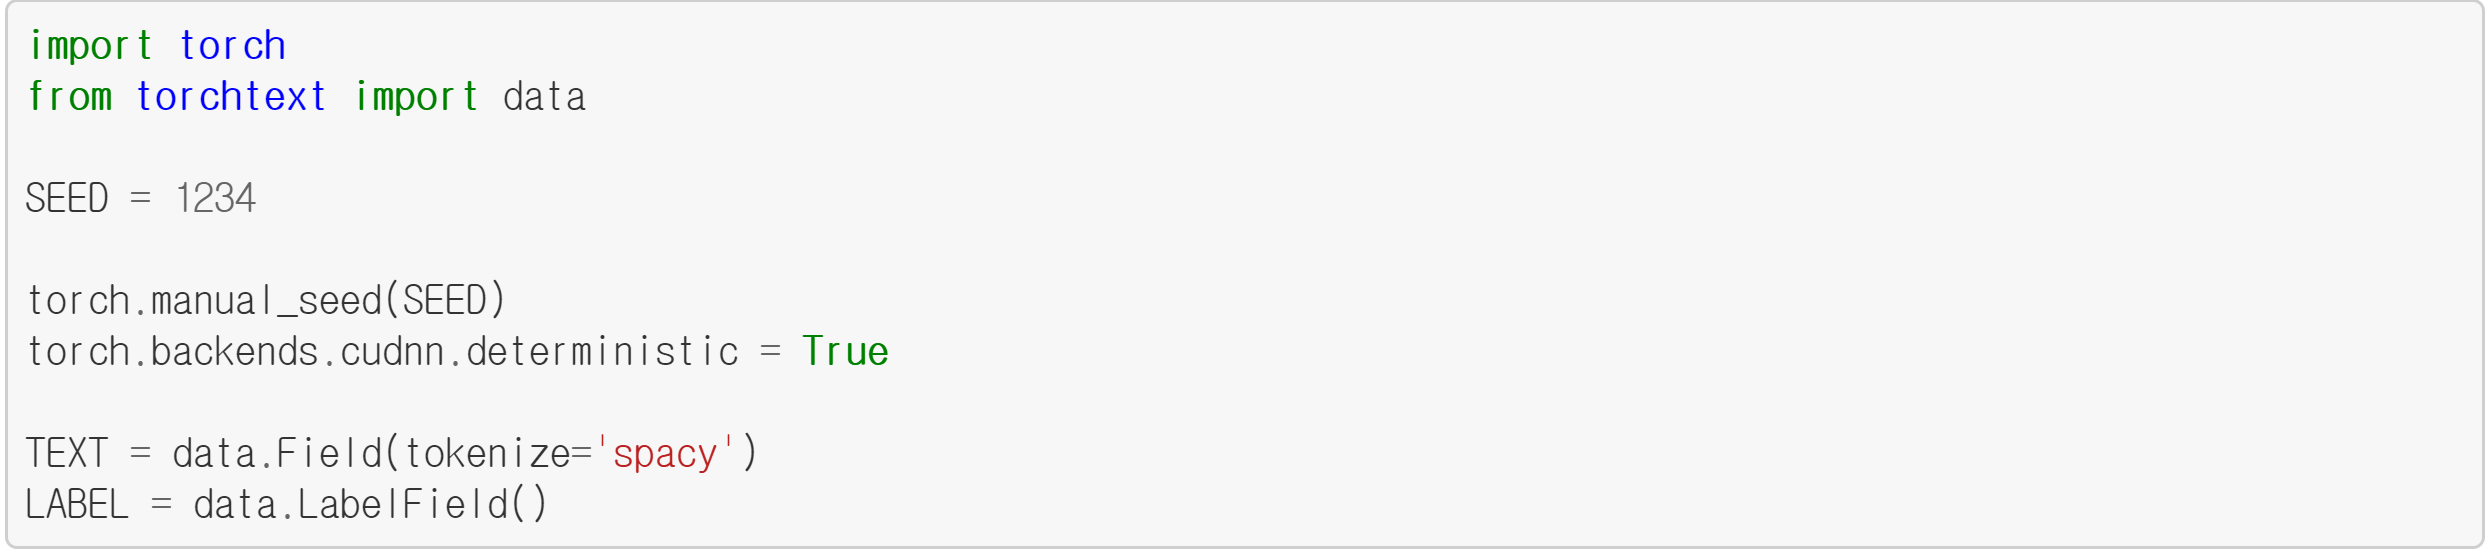 import torch
from torchtext import data
SEED = 1234
torch.manual_seed(SEED)
torch.backends.cudnn.deterministic = True
TEXT = data.Field(tokenize='spacy')
LABEL = data.LabelField()